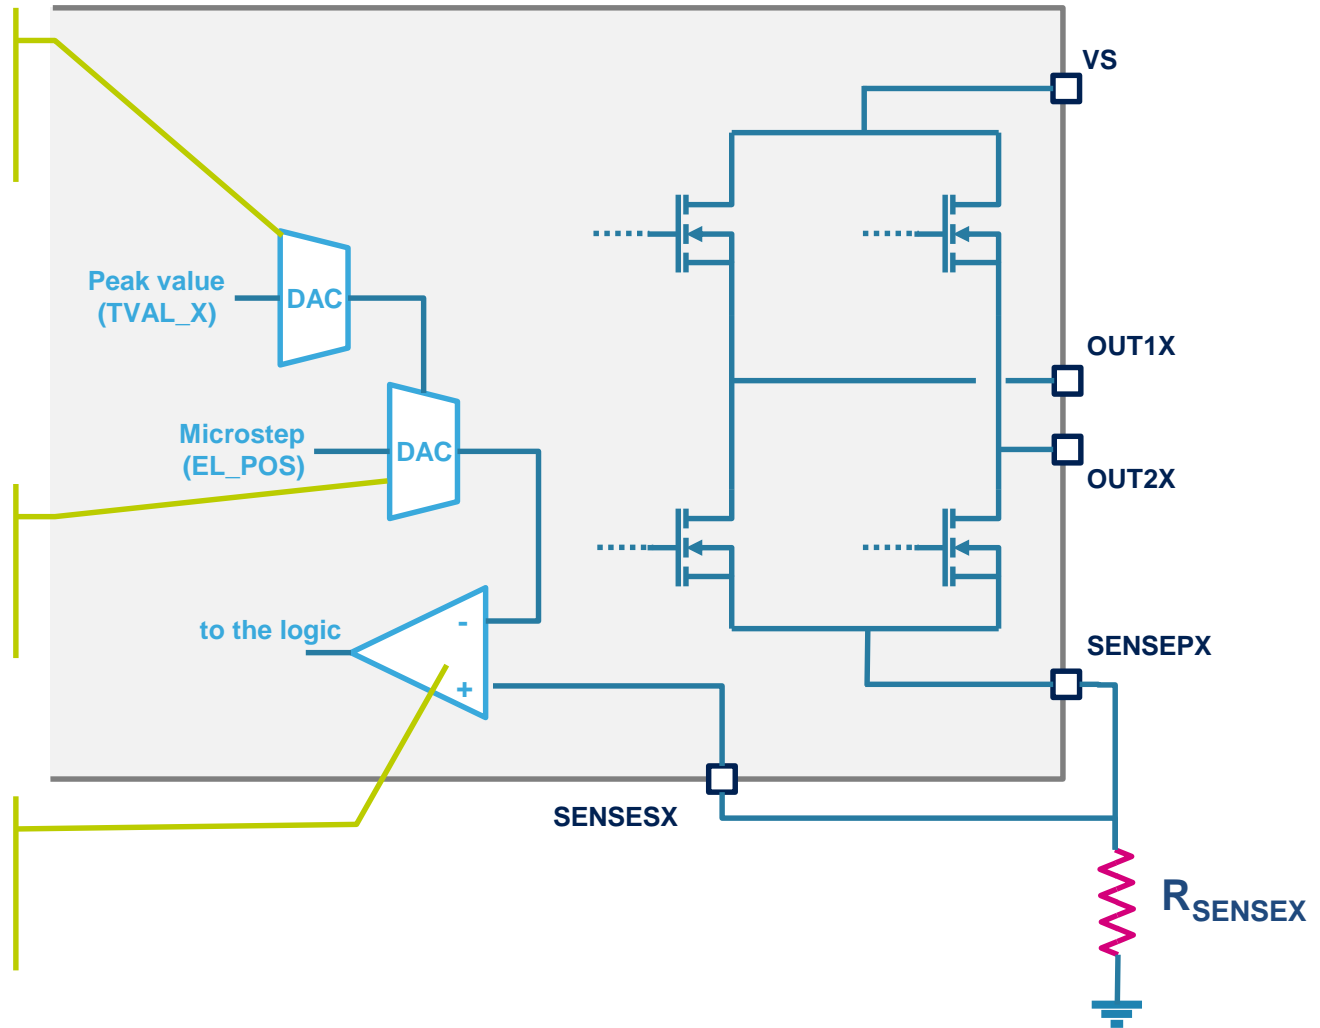 VS
Peak value
(TVAL_X)
DAC
OUT1X
Microstep
(EL_POS)
DAC
OUT2X
to the logic
-
+
SENSEPX
SENSESX
RSENSEX